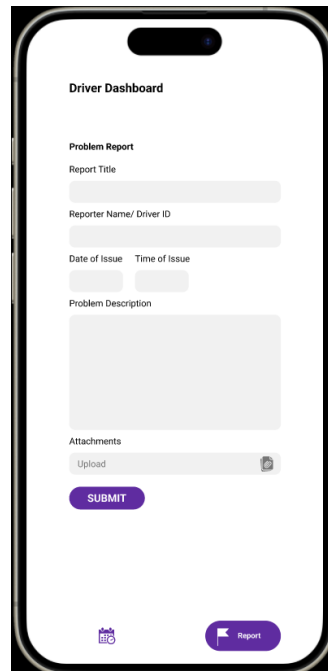 Driver Dashboard
Problem Report
Report Title
Reporter Name/ Driver ID
Date of Issue Time of Issue
Problem Description
Attachments
Upload
SUBMIT
Report